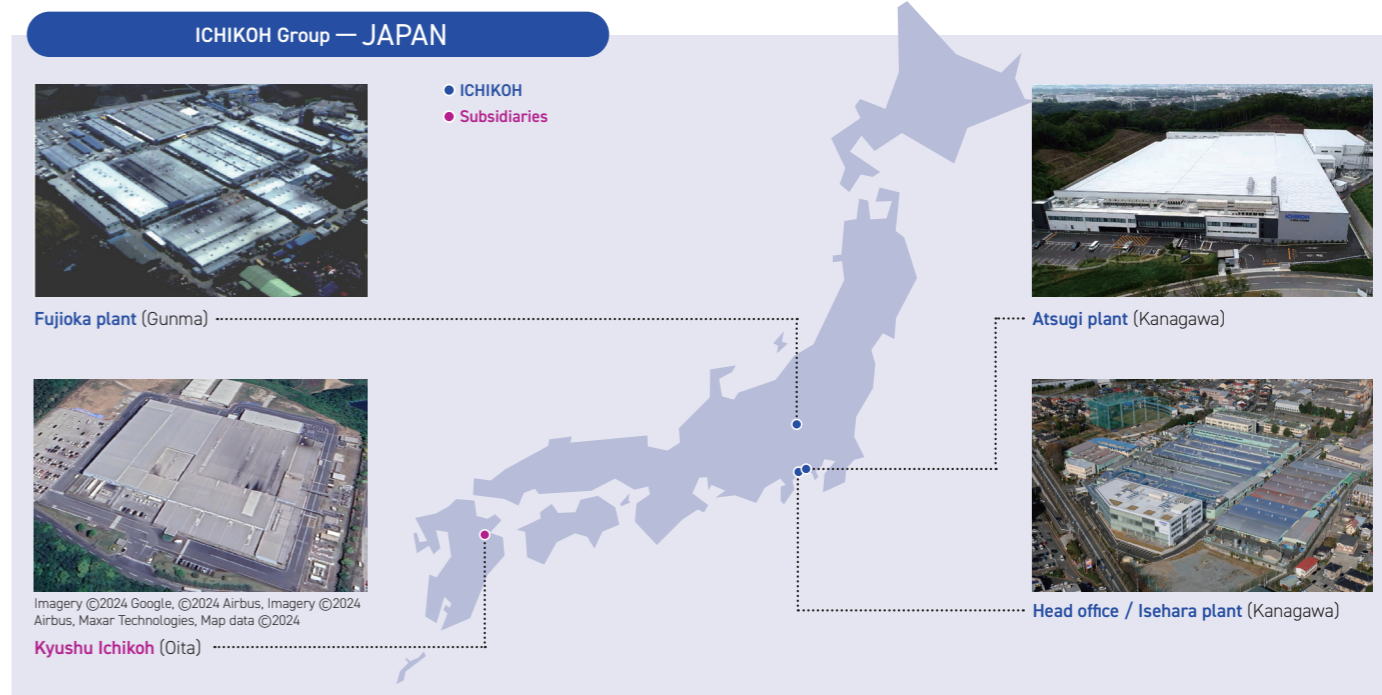 ICHIKOH Group — JAPAN
ICHIKOH
Subsidiaries
Fujioka plant (Gunma)
Atsugi plant (Kanagawa)
ICHIKOH
Imagery ©2024 Google, ©2024 Airbus, Imagery ©2024
Airbus, Maxar Technologies, Map data ©2024
Kyushu Ichikoh (Oita)
Head office / Isehara plant (Kanagawa)